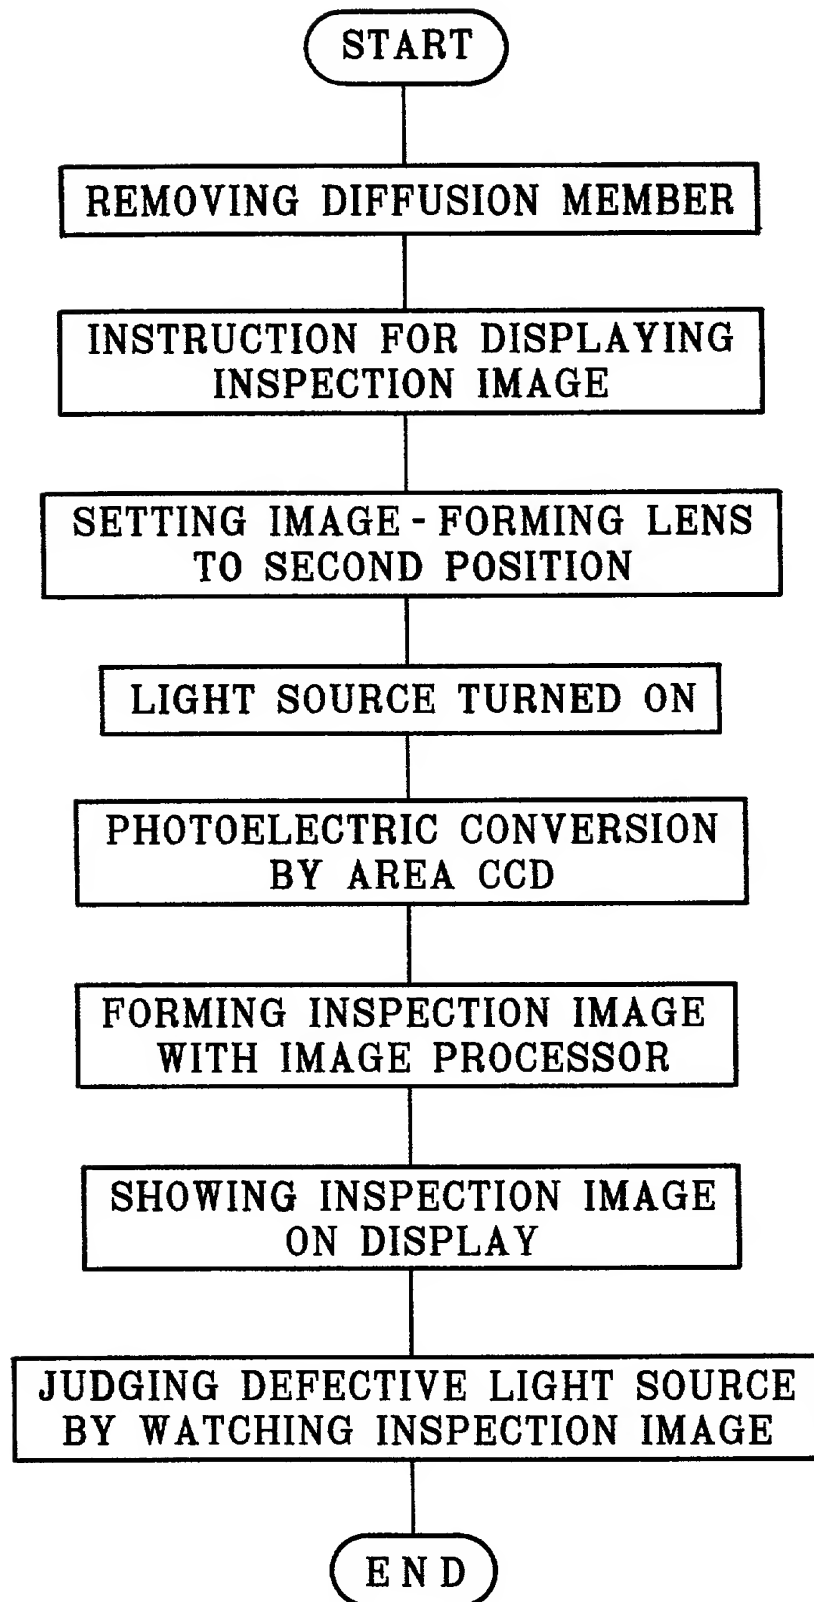 START
REMOVING DIFFUSION MEMBER
INSTRUCTION FOR DISPLAYING
INSPECTION IMAGE
SETTING IMAGE - FORMING LENS
TO SECOND POSITION
LIGHT SOURCE TURNED ON
PHOTOELECTRIC CONVERSION
BY AREA CCD
FORMING INSPECTION IMAGE
WITH IMAGE PROCESSOR
SHOWING INSPECTION IMAGE
ON DISPLAY
JUDGING DEFECTIVE LIGHT SOURCE
BY WATCHING INSPECTION IMAGE
END